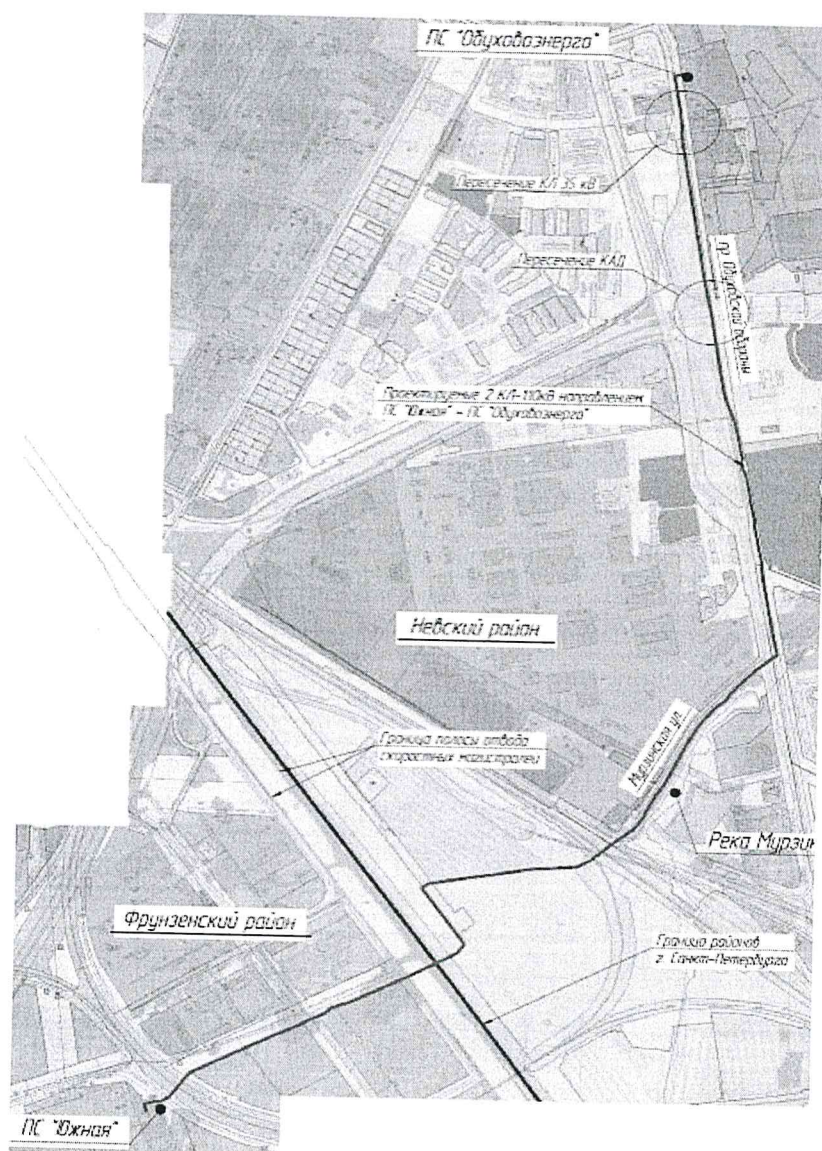 ПС "Обуховоэнерго"
Пересечение КЛ 35 кВ
Пересечение КАД
пр. Обуховской обороны
Проектируемые 2 КЛ-110кВ направлением
ПС "Южная" - ПС "Обуховоэнерго"
Невский район
Граница полосы отвода
скоростных магистралей
Мурзинская ул.
Река Мурзин
Фрунзенский район
Граница районов
г. Санкт-Петербурга
ПС "Южная"